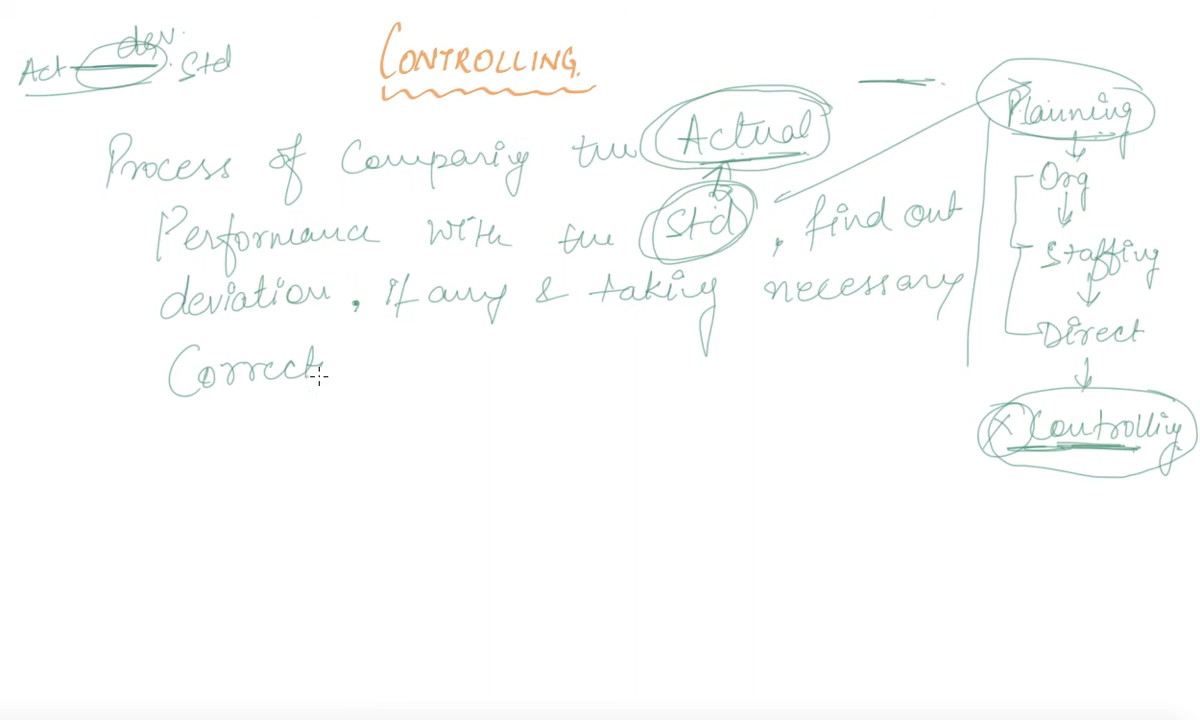 Act dev. Std
CONTROLLING.
Process of Comparing the Actual
Performance with the Std, find out
deviation, if any & taking necessary
Correct
Planning
Org
Staffing
Direct
Controlling